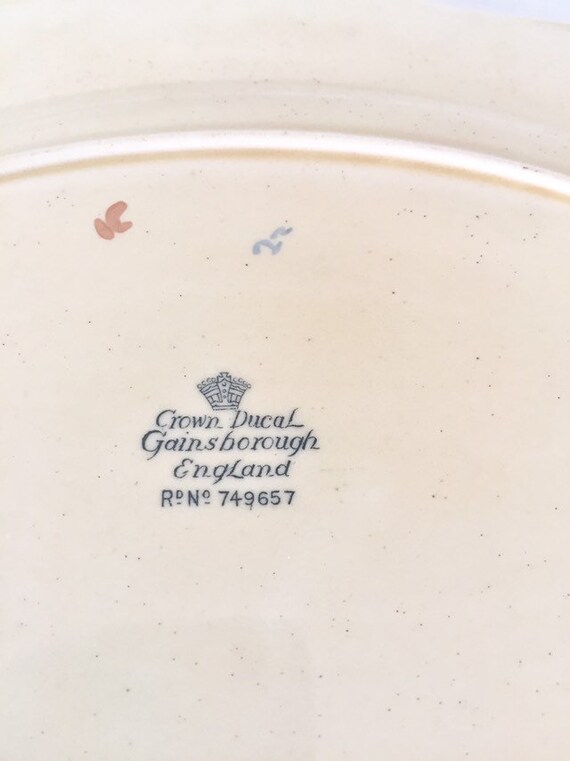 Crown Ducal
Gainsborough
England
RD No 749657